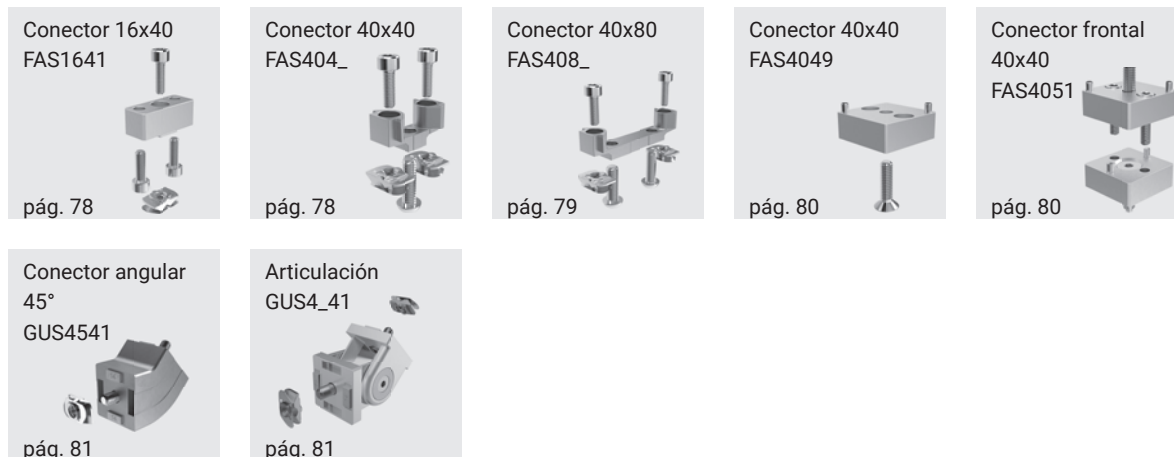 Conector 16x40
FAS1641
pág. 78
Conector 40x40
FAS404_
pág. 78
Conector 40x80
FAS408_
pág. 79
Conector 40x40
FAS4049
pág. 80
Conector frontal
40x40
FAS4051
pág. 80
Conector angular
45°
GUS4541
pág. 81
Articulación
GUS4_41
pág. 81